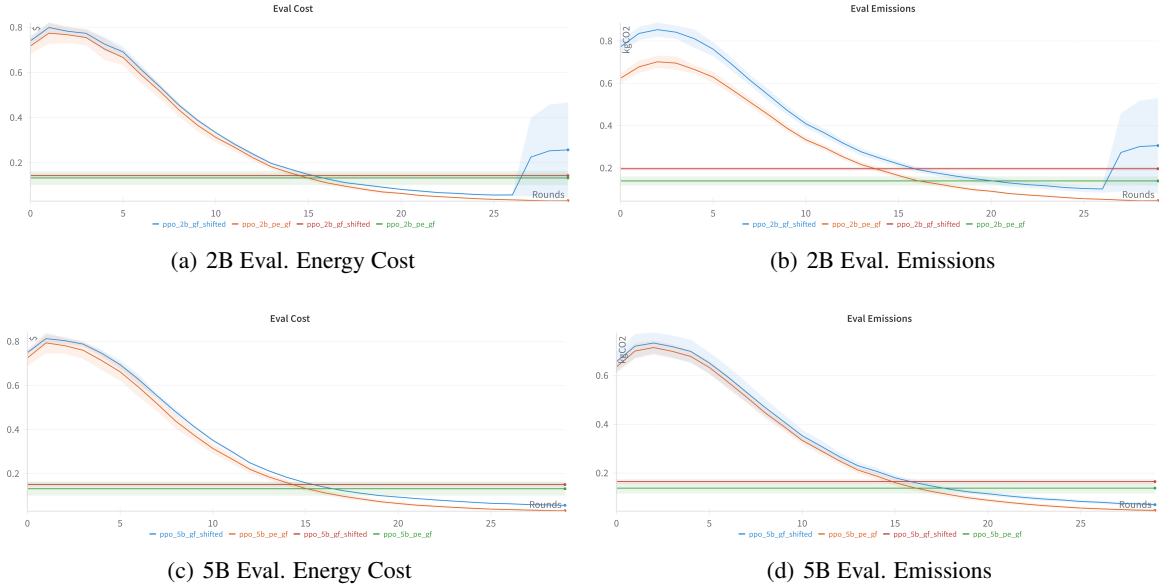 Eval Cost
$
0.8
0.6
0.4
0.2
Rounds
0 5 10 15 20 25
ppo_2b_gf_shifted ppo_2b_pe_gf ppo_2b_gf_shifted ppo_2b_pe_gf
(a) 2B Eval. Energy Cost
Eval Emissions
kgCO2
0.8
0.6
0.4
0.2
Rounds
0 5 10 15 20 25
ppo_2b_gf_shifted ppo_2b_pe_gf ppo_2b_gf_shifted ppo_2b_pe_gf
(b) 2B Eval. Emissions
Eval Cost
$
0.8
0.6
0.4
0.2
Rounds
0 5 10 15 20 25
ppo_5b_gf_shifted ppo_5b_pe_gf ppo_5b_gf_shifted ppo_5b_pe_gf
(c) 5B Eval. Energy Cost
Eval Emissions
kgCO2
0.6
0.4
0.2
Rounds
0 5 10 15 20 25
ppo_5b_gf_shifted ppo_5b_pe_gf ppo_5b_gf_shifted ppo_5b_pe_gf
(d) 5B Eval. Emissions